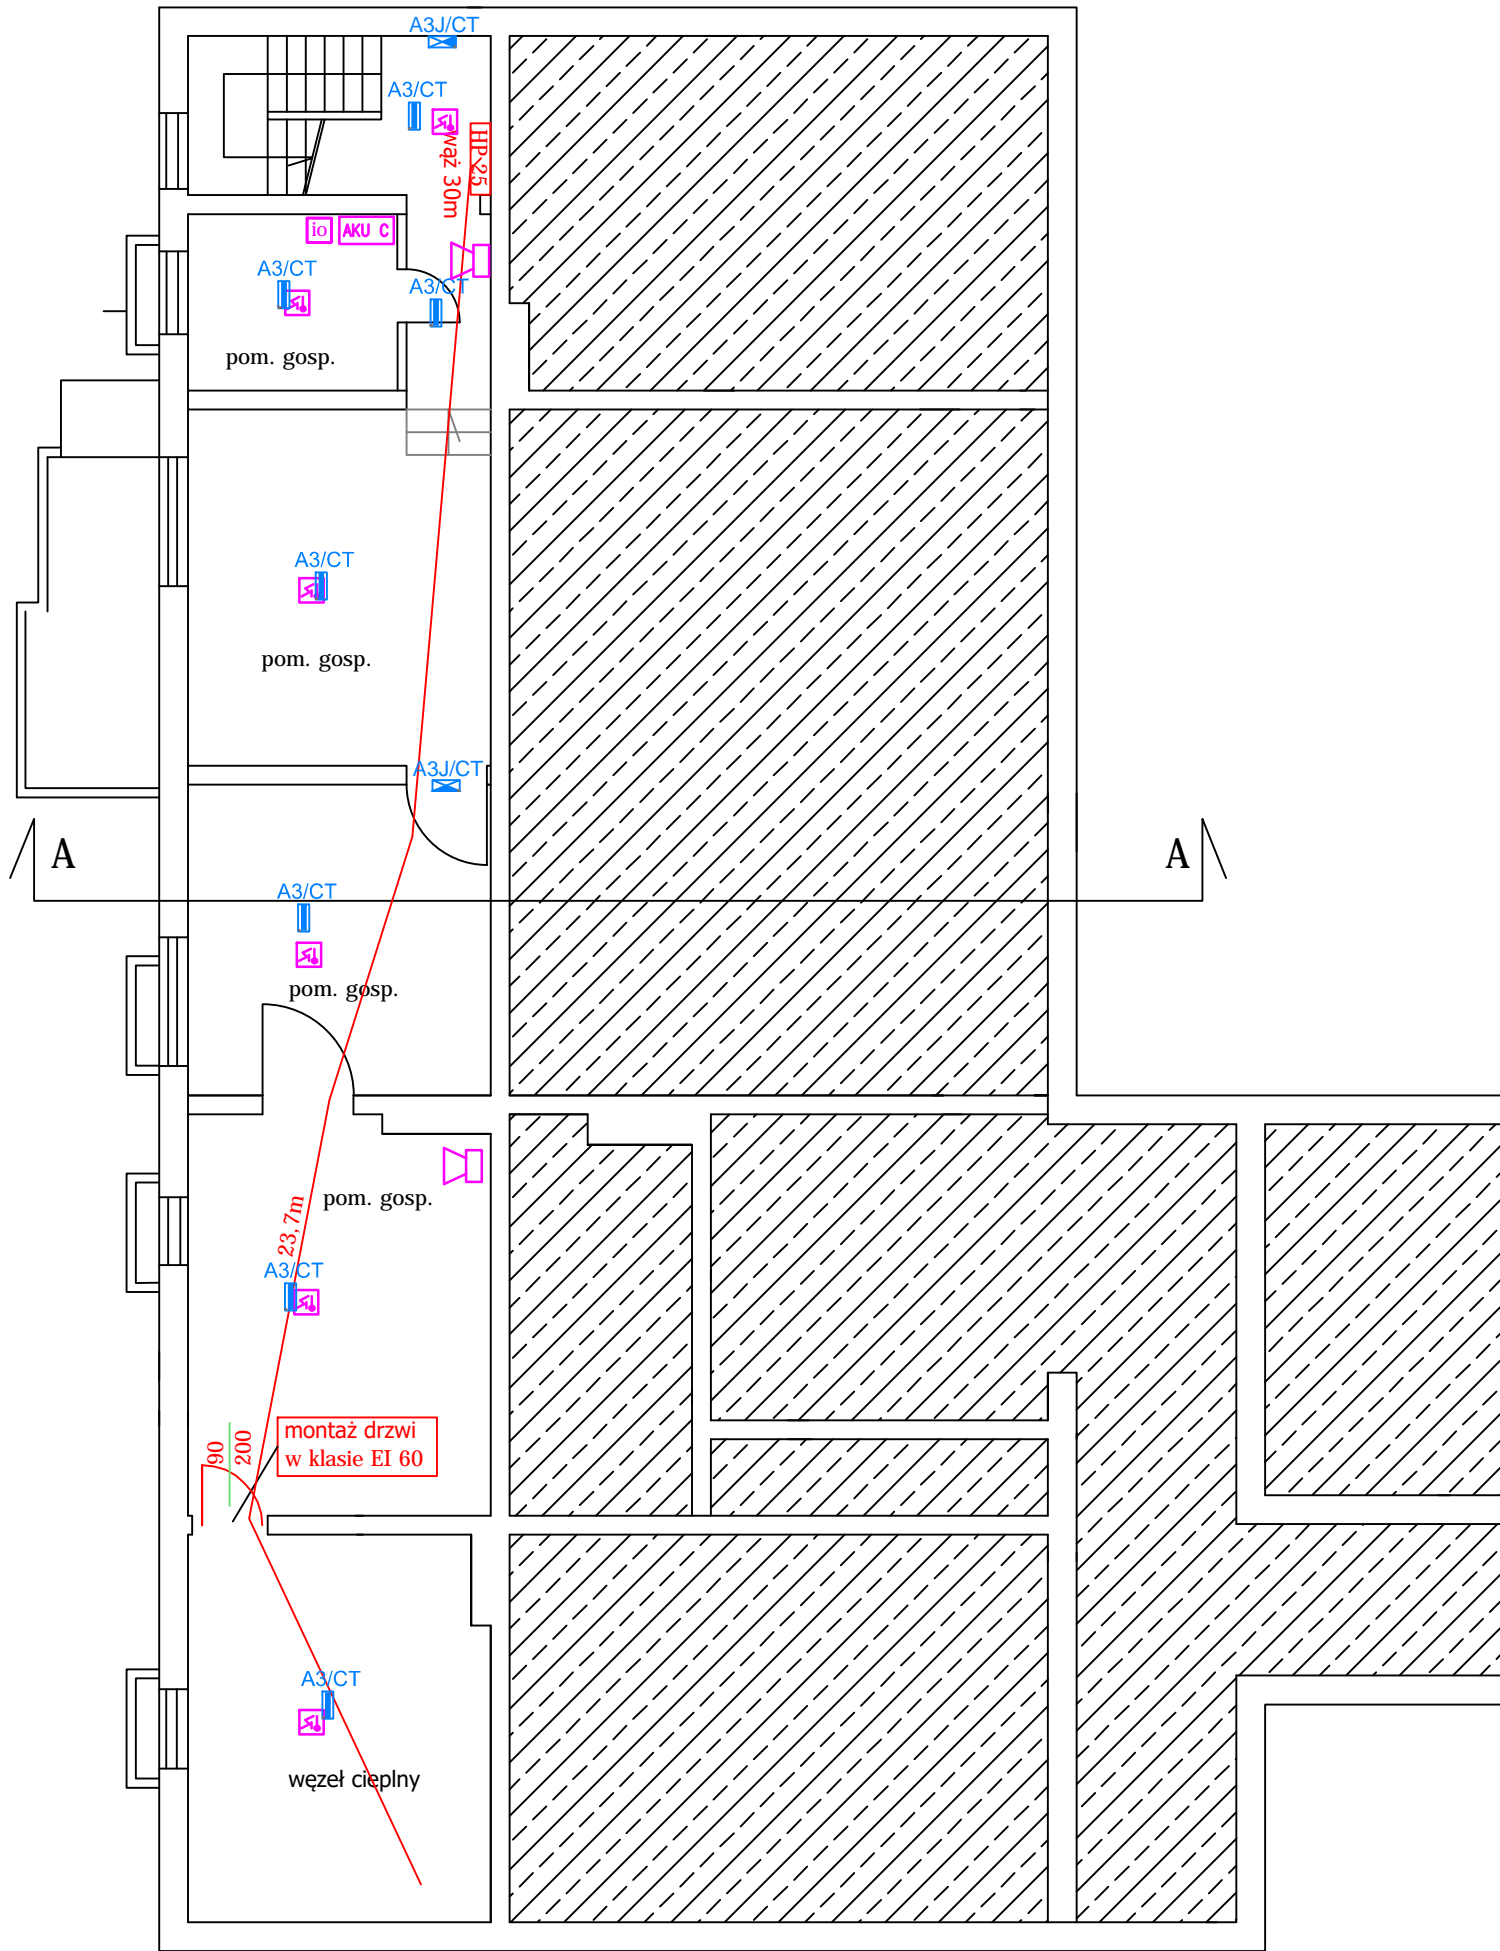 A3J/CT
A3/CT
HP-25
wąż 30m
io
AKU C
A3/CT
A3/CT
pom. gosp.
A3/CT
pom. gosp.
A3J/CT
A
A
A3/CT
pom. gosp.
pom. gosp.
23,7m
A3/CT
montaż drzwi
w klasie EI 60
90
200
A3/CT
węzeł cieplny